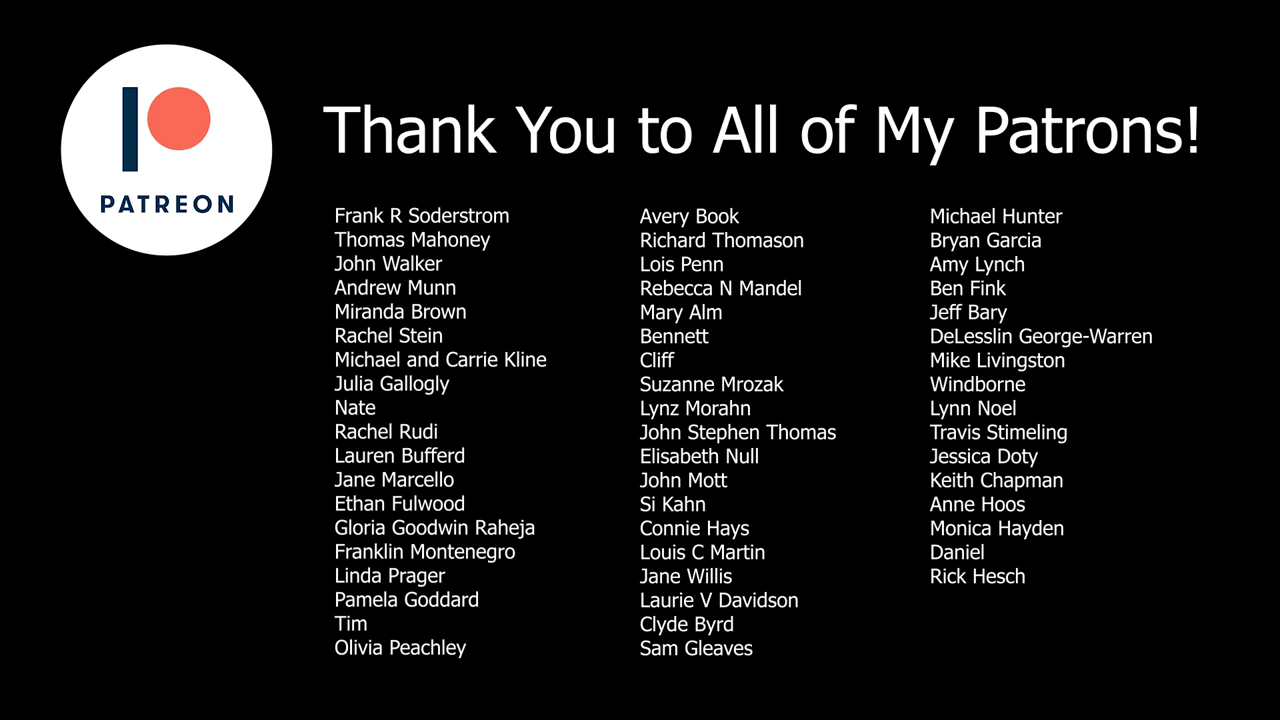 PATREON
Thank You to All of My Patrons!
Frank R Soderstrom
Thomas Mahoney
John Walker
Andrew Munn
Miranda Brown
Rachel Stein
Michael and Carrie Kline
Julia Gallogly
Nate
Rachel Rudi
Lauren Bufferd
Jane Marcello
Ethan Fulwood
Gloria Goodwin Raheja
Franklin Montenegro
Linda Prager
Pamela Goddard
Tim
Olivia Peachley
Avery Book
Richard Thomason
Lois Penn
Rebecca N Mandel
Mary Alm
Bennett
Cliff
Suzanne Mrozak
Lynz Morahn
John Stephen Thomas
Elisabeth Null
John Mott
Si Kahn
Connie Hays
Louis C Martin
Jane Willis
Laurie V Davidson
Clyde Byrd
Sam Gleaves
Michael Hunter
Bryan Garcia
Amy Lynch
Ben Fink
Jeff Bary
DeLesslin George-Warren
Mike Livingston
Windborne
Lynn Noel
Travis Stimeling
Jessica Doty
Keith Chapman
Anne Hoos
Monica Hayden
Daniel
Rick Hesch